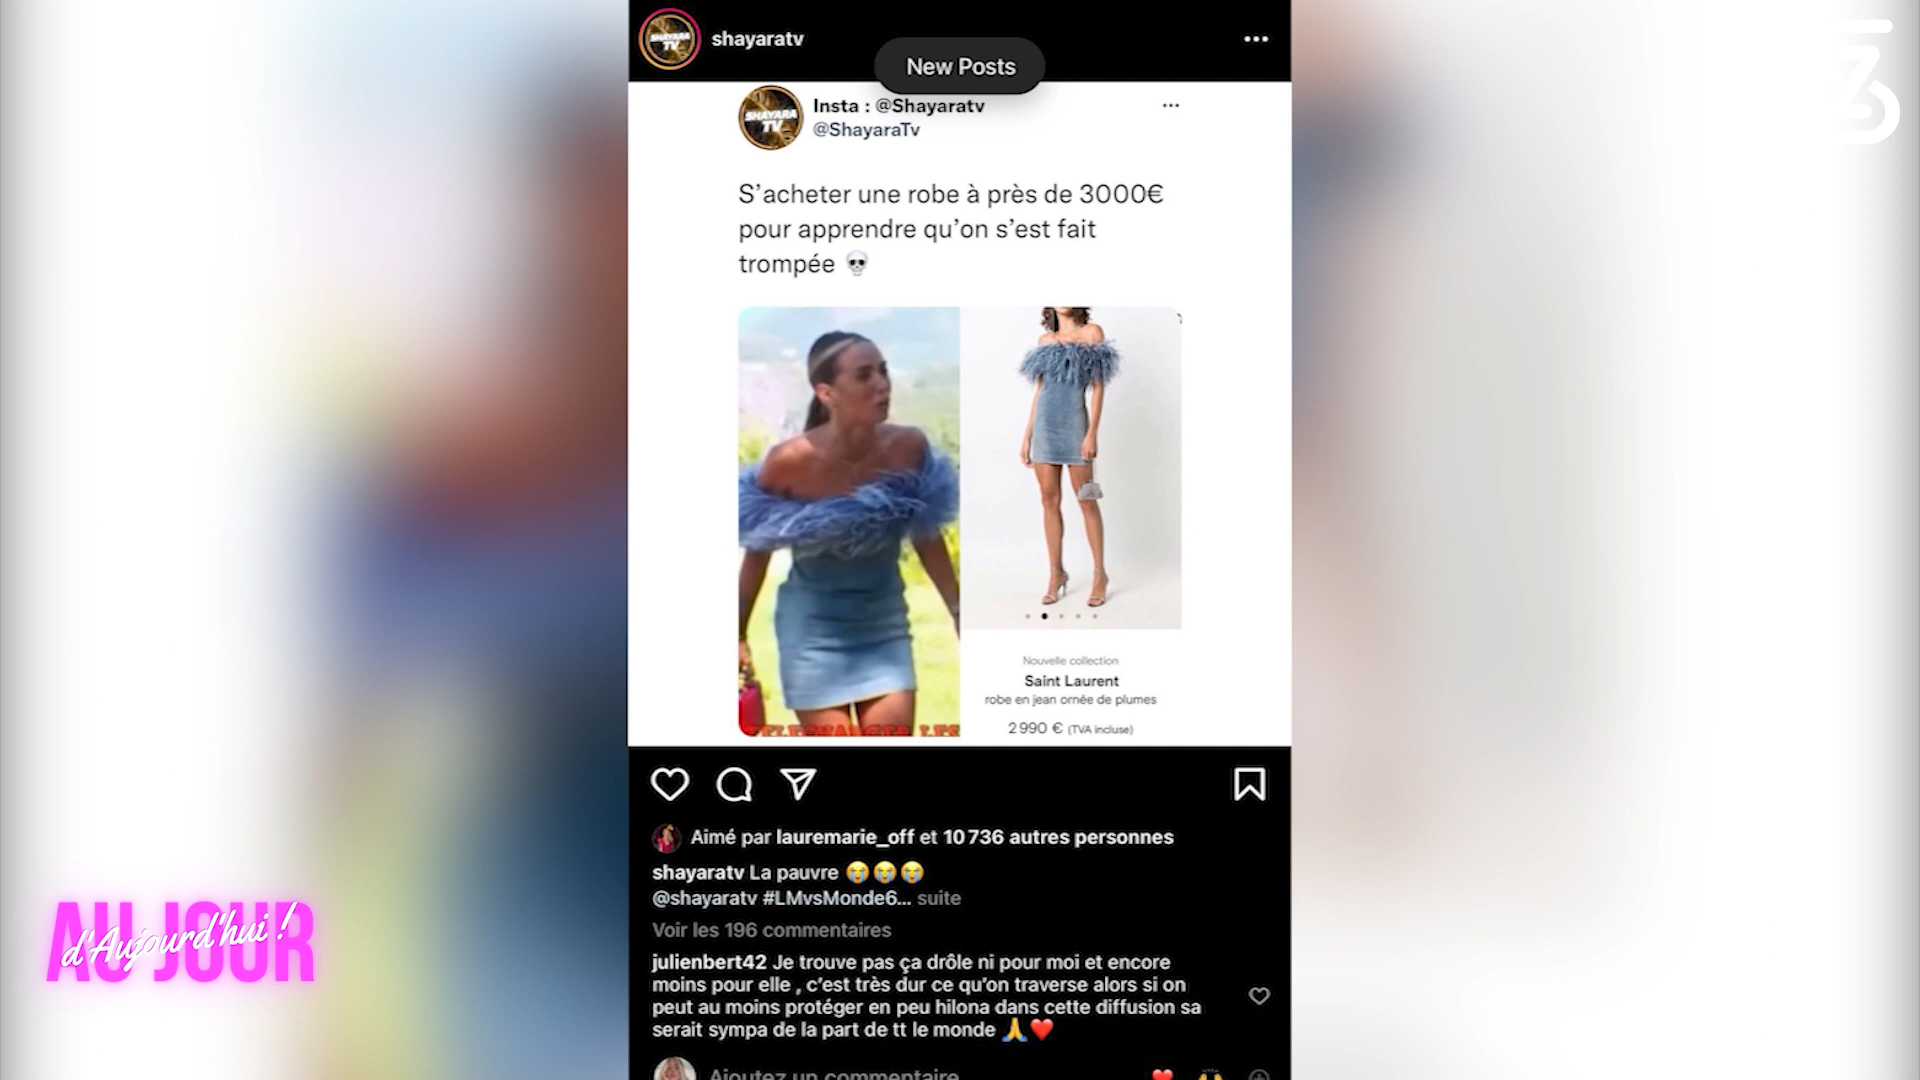 shayaratv
New Posts
SHAYARA
TV
Insta : @Shayaratv
@ShayaraTv
S’acheter une robe à près de 3000€
pour apprendre qu’on s’est fait
trompée 💀
Nouvelle collection
Saint Laurent
robe en jean ornée de plumes
2 990 € (TVA incluse)
Aimé par lauremarie_off et 10 736 autres personnes
shayaratv La pauvre 😭😭😭
@shayaratv #LMvsMonde6... suite
Voir les 196 commentaires
julienbert42 Je trouve pas ça drôle ni pour moi et encore
moins pour elle , c’est très dur ce qu’on traverse alors si on
peut au moins protéger en peu hilona dans cette diffusion sa
serait sympa de la part de tt le monde 🙏❤️
Ajoutez un commentaire
AU JOUR
d'Aujourd'hui !